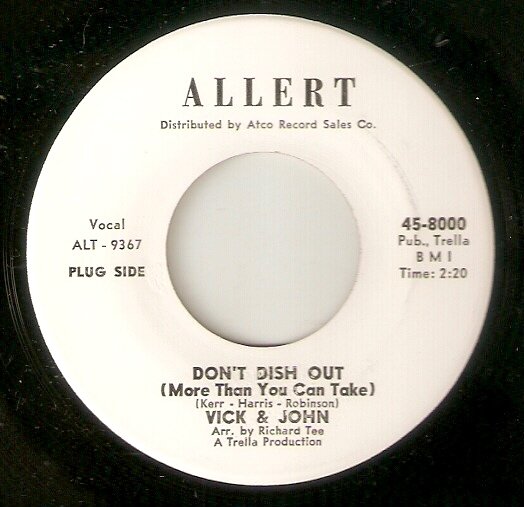 ALLERT
Distributed by Atco Record Sales Co.
Vocal
ALT - 9367
PLUG SIDE
45-8000
Pub., Trella
B M I
Time: 2:20
DON'T DISH OUT
(More Than You Can Take)
(Kerr - Harris - Robinson)
VICK & JOHN
Arr. by Richard Tee
A Trella Production